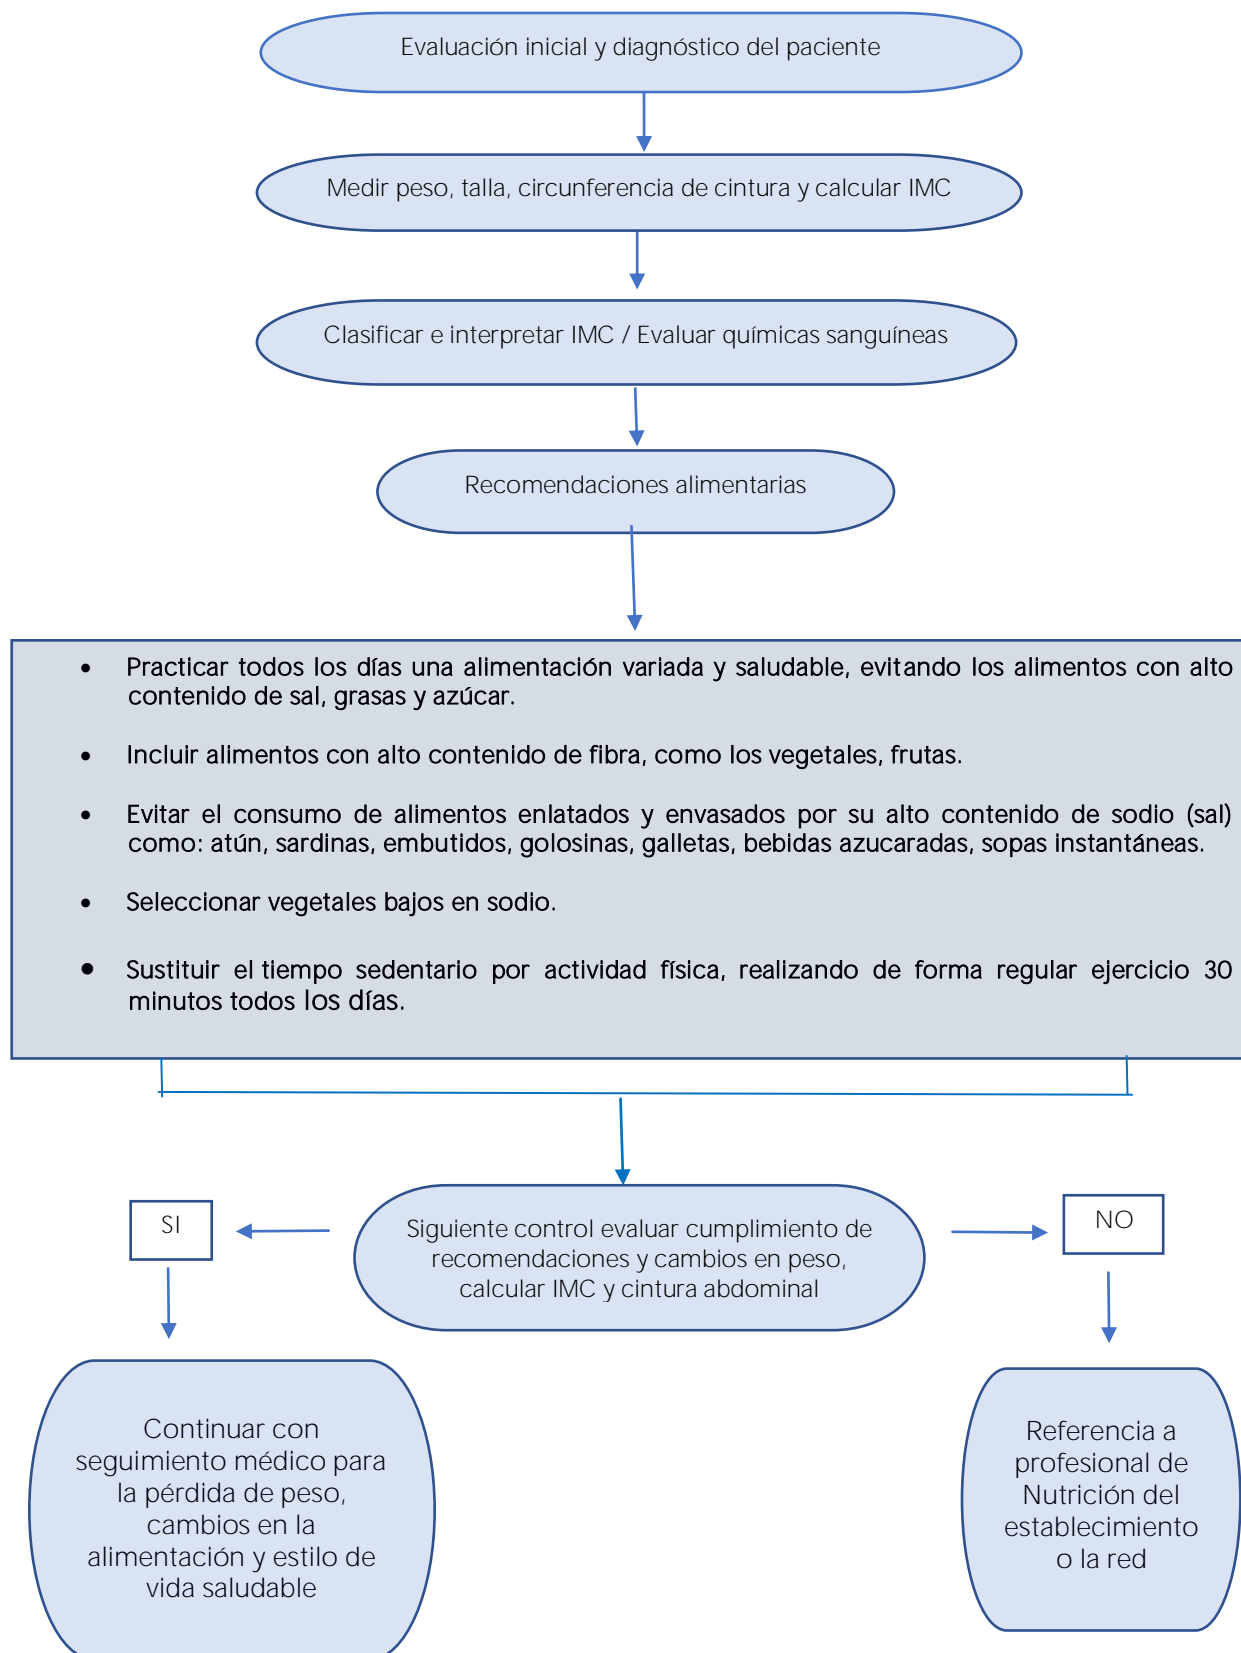 Evaluación inicial y diagnóstico del paciente
Medir peso, talla, circunferencia de cintura y calcular IMC
Clasificar e interpretar IMC / Evaluar químicas sanguíneas
Recomendaciones alimentarias
• Practicar todos los días una alimentación variada y saludable, evitando los alimentos con alto
contenido de sal, grasas y azúcar.
• Incluir alimentos con alto contenido de fibra, como los vegetales, frutas.
• Evitar el consumo de alimentos enlatados y envasados por su alto contenido de sodio (sal)
como: atún, sardinas, embutidos, golosinas, galletas, bebidas azucaradas, sopas instantáneas.
• Seleccionar vegetales bajos en sodio.
• Sustituir el tiempo sedentario por actividad física, realizando de forma regular ejercicio 30
minutos todos los días.
SI
Siguiente control evaluar cumplimiento de
recomendaciones y cambios en peso,
calcular IMC y cintura abdominal
NO
Continuar con
seguimiento médico para
la pérdida de peso,
cambios en la
alimentación y estilo de
vida saludable
Referencia a
profesional de
Nutrición del
establecimiento
o la red